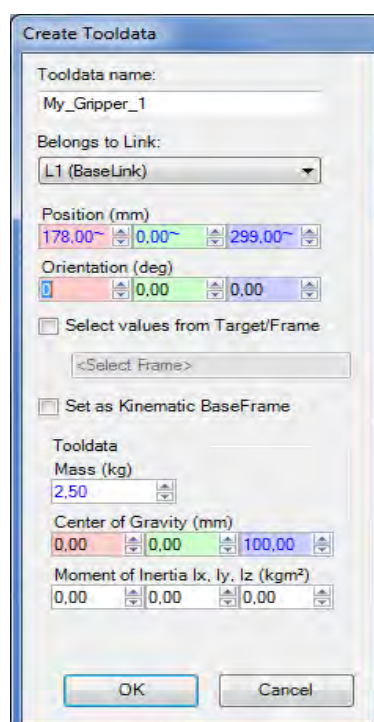 Create Tooldata
Tooldata name:
My_Gripper_1
Belongs to Link:
L1 (BaseLink)
Position (mm)
178,00~ 0,00~ 299,00~
Orientation (deg)
0 0,00 0,00
Select values from Target/Frame
<Select Frame>
Set as Kinematic BaseFrame
Tooldata
Mass (kg)
2,50
Center of Gravity (mm)
0,00 0,00 100,00
Moment of Inertia Ix, Iy, Iz (kgm²)
0,00 0,00 0,00
OK Cancel